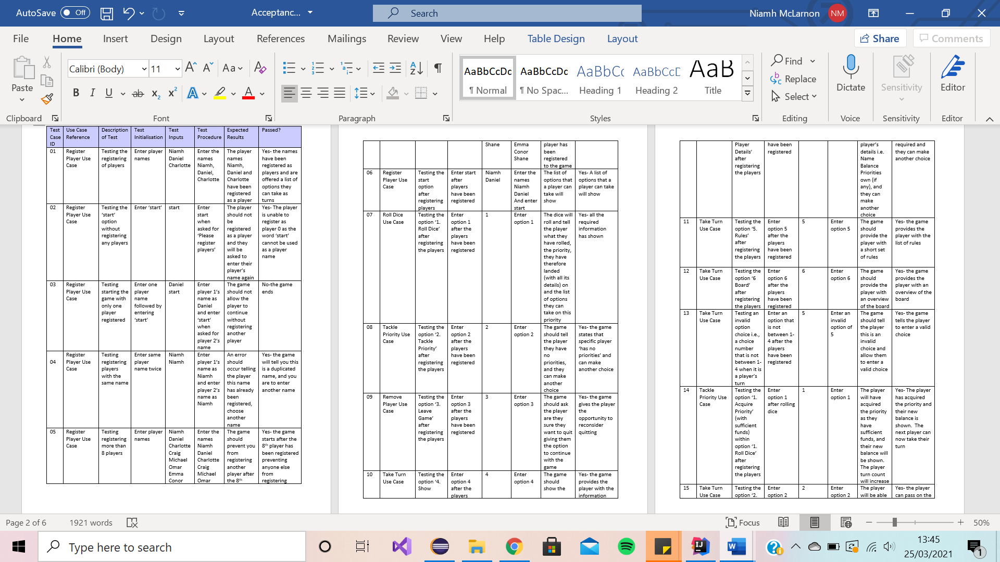 AutoSave Off
Acceptanc...
Search
Niamh McLarnon NM
File Home Insert Design Layout References Mailings Review View Help Table Design Layout
Share Comments
Paste
Calibri (Body) 11
Find
Replace
Select
AaBbCcDc AaBbCcDc AaBbCc AaBbCcD AaB
¶ Normal ¶ No Spac... Heading 1 Heading 2 Title
Dictate Sensitivity Editor
Clipboard Font Paragraph Styles Editing Voice Sensitivity Editor
Test Case ID Use Case Reference Description of Test Test Initialisation Test Inputs Test Procedure Expected Results Passed?
01 Register Player Use Case Testing the registering of players Enter player names Niamh Daniel Charlotte Enter the names Niamh, Daniel, Charlotte The player names Niamh, Daniel and Charlotte have been registered as a player Yes- the names have been registered as players and are offered a list of options they can take as turns
02 Register Player Use Case Testing the ‘start’ option without registering any players Enter ‘start’ start Enter start when asked for ‘Please register players’ The player should not be registered as a player and they will be asked to enter their player’s name again Yes- The player is unable to register as player 0 as the word ‘start’ cannot be used as a player name
03 Register Player Use Case Testing starting the game with only one player registered Enter one player name followed by entering ‘start’ Daniel start Enter player 1’s name as Daniel and enter ‘start’ when asked for player 2’s name The game should not allow the player to continue without registering another player No-the game ends
04 Register Player Use Case Testing registering players with the same name Enter same player name twice Niamh Niamh Enter player 1’s name as Niamh and enter player 2’s name as Niamh An error should occur telling the player this name has already been registered, choose another name Yes- the game will tell you this is a duplicated name, and you are to enter another name
05 Register Player Use Case Testing registering more than 8 players Enter player names Niamh Daniel Charlotte Craig Michael Omar Emma Conor Enter the names Niamh Daniel Charlotte Craig Michael Omar The game should prevent you from registering another player after the 8th Yes- the game starts after the 8th player has been registered preventing anyone else from registering
Shane Emma Conor Shane player has been registered to the game
06 Register Player Use Case Testing the start option after registering players Enter start after players have been registered Niamh Daniel Enter the names Niamh Daniel And enter start The list of options that a player can take will show Yes- A list of options that a player can take will show
07 Roll Dice Use Case Testing the option ‘1. Roll Dice’ after registering the players Enter option 1 after the players have been registered 1 Enter option 1 The dice will roll and tell the player what they have rolled, the priority, they have therefore landed (with all its details) on and the list of options they can take on this priority Yes- all the required information has shown
08 Tackle Priority Use Case Testing the option ‘2. Tackle Priority’ after registering the players Enter option 2 after the players have been registered 2 Enter option 2 The game should tell the player they have no priorities, and they can make another choice Yes- the game states that specific player ‘has no priorities’ and can make another choice
09 Remove Player Use Case Testing the option ‘3. Leave Game’ after registering the players Enter option 3 after the players have been registered 3 Enter option 3 The game should ask the player are they sure they want to quit giving them the option to continue with the game Yes- the game gives the player the opportunity to reconsider quitting
10 Take Turn Use Case Testing the option ‘4. Show Enter option 4 after the players 4 Enter option 4 The game should show the Yes- the game provides the player with the information
Player Details’ after registering the players have been registered player’s details i.e. Name Balance Priorities own (if any), and they can make another choice required and they can make another choice
11 Take Turn Use Case Testing the option ‘5. Rules’ after registering the players Enter option 5 after the players have been registered 5 Enter option 5 The game should provide the player with a short set of rules Yes- the game provides the player with the list of rules
12 Take Turn Use Case Testing the option ‘6 Board’ after registering the players Enter option 6 after the players have been registered 6 Enter option 6 The game should provide the player with an overview of the board Yes- the game provides the player with an overview of the board
13 Take Turn Use Case Testing an invalid option choice i.e., a choice number that is not between 1-4 when it is a player’s turn Enter an option that is not between 1-4 after the players have been registered 5 Enter an invalid option of 5 The game should tell the player this is an invalid choice and allow them to enter a valid choice Yes- the game tells the player to enter a valid choice
14 Tackle Priority Use Case Testing the option ‘1. Acquire Priority’ (with sufficient funds) within option ‘1. Roll Dice’ after registering the players Enter option 1 after rolling dice 1 Enter option 1 The player will have acquired the priority as they have sufficient funds, and their new balance will be shown. The player turn count will increase Yes- The player has acquired the priority and their new balance is shown. The next player can now take their turn
15 Take Turn Use Case Testing the option ‘2. Enter option 2 2 Enter option 2 The player will be able Yes- the player can pass on the
Page 2 of 6 1921 words Focus 50%
Type here to search
13:45
25/03/2021
1